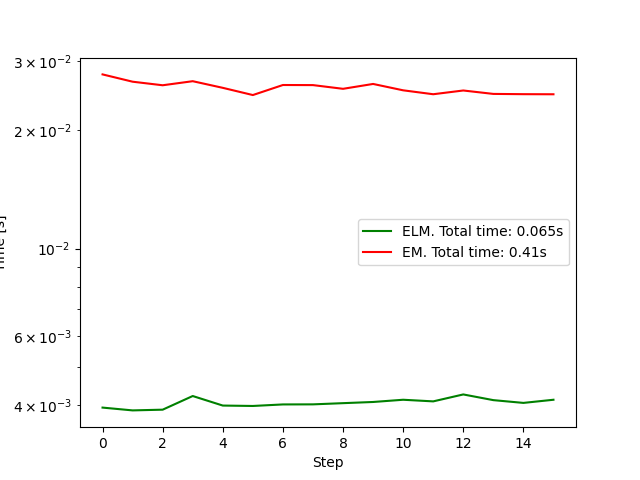 3 × 10⁻²
2 × 10⁻²
10⁻²
6 × 10⁻³
4 × 10⁻³
ELM. Total time: 0.065s
EM. Total time: 0.41s
0 2 4 6 8 10 12 14
Step